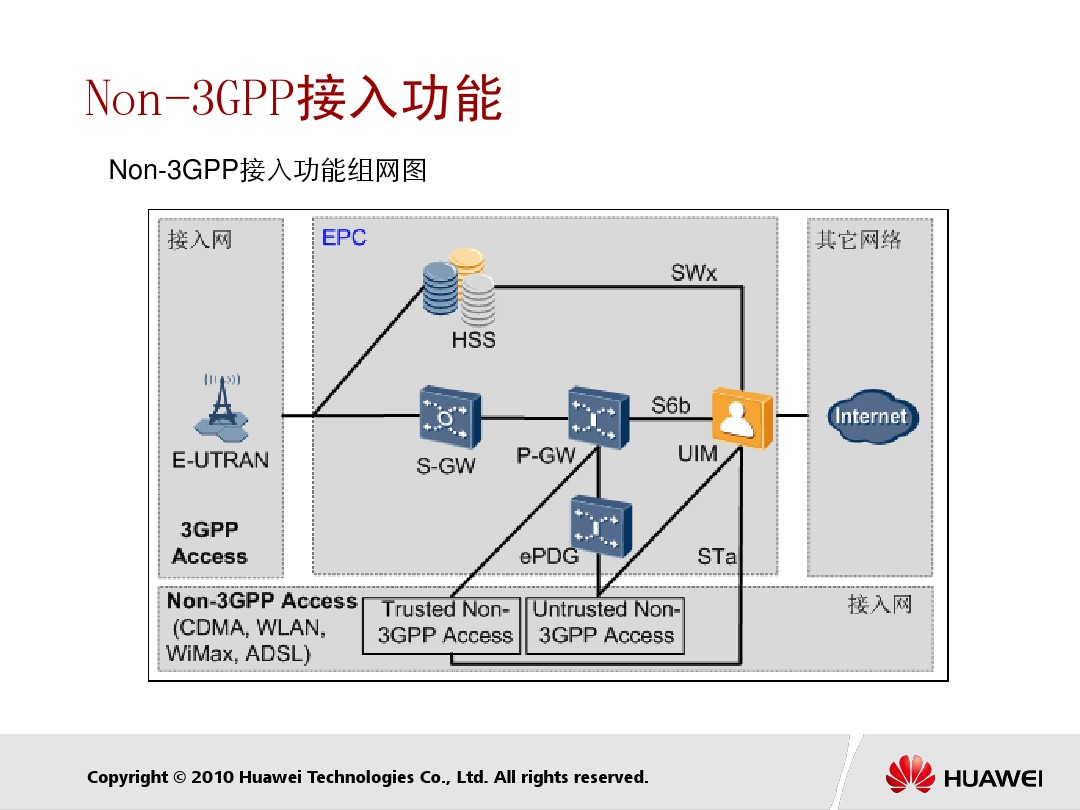 Non-3GPP接入功能
Non-3GPP接入功能组网图
接入网
EPC
其它网络
SWx
HSS
S6b
Internet
E-UTRAN
S-GW
P-GW
UIM
3GPP
Access
ePDG
STa
Non-3GPP Access
(CDMA, WLAN,
WiMax, ADSL)
Trusted Non-
3GPP Access
Untrusted Non-
3GPP Access
接入网
Copyright © 2010 Huawei Technologies Co., Ltd. All rights reserved.
HUAWEI